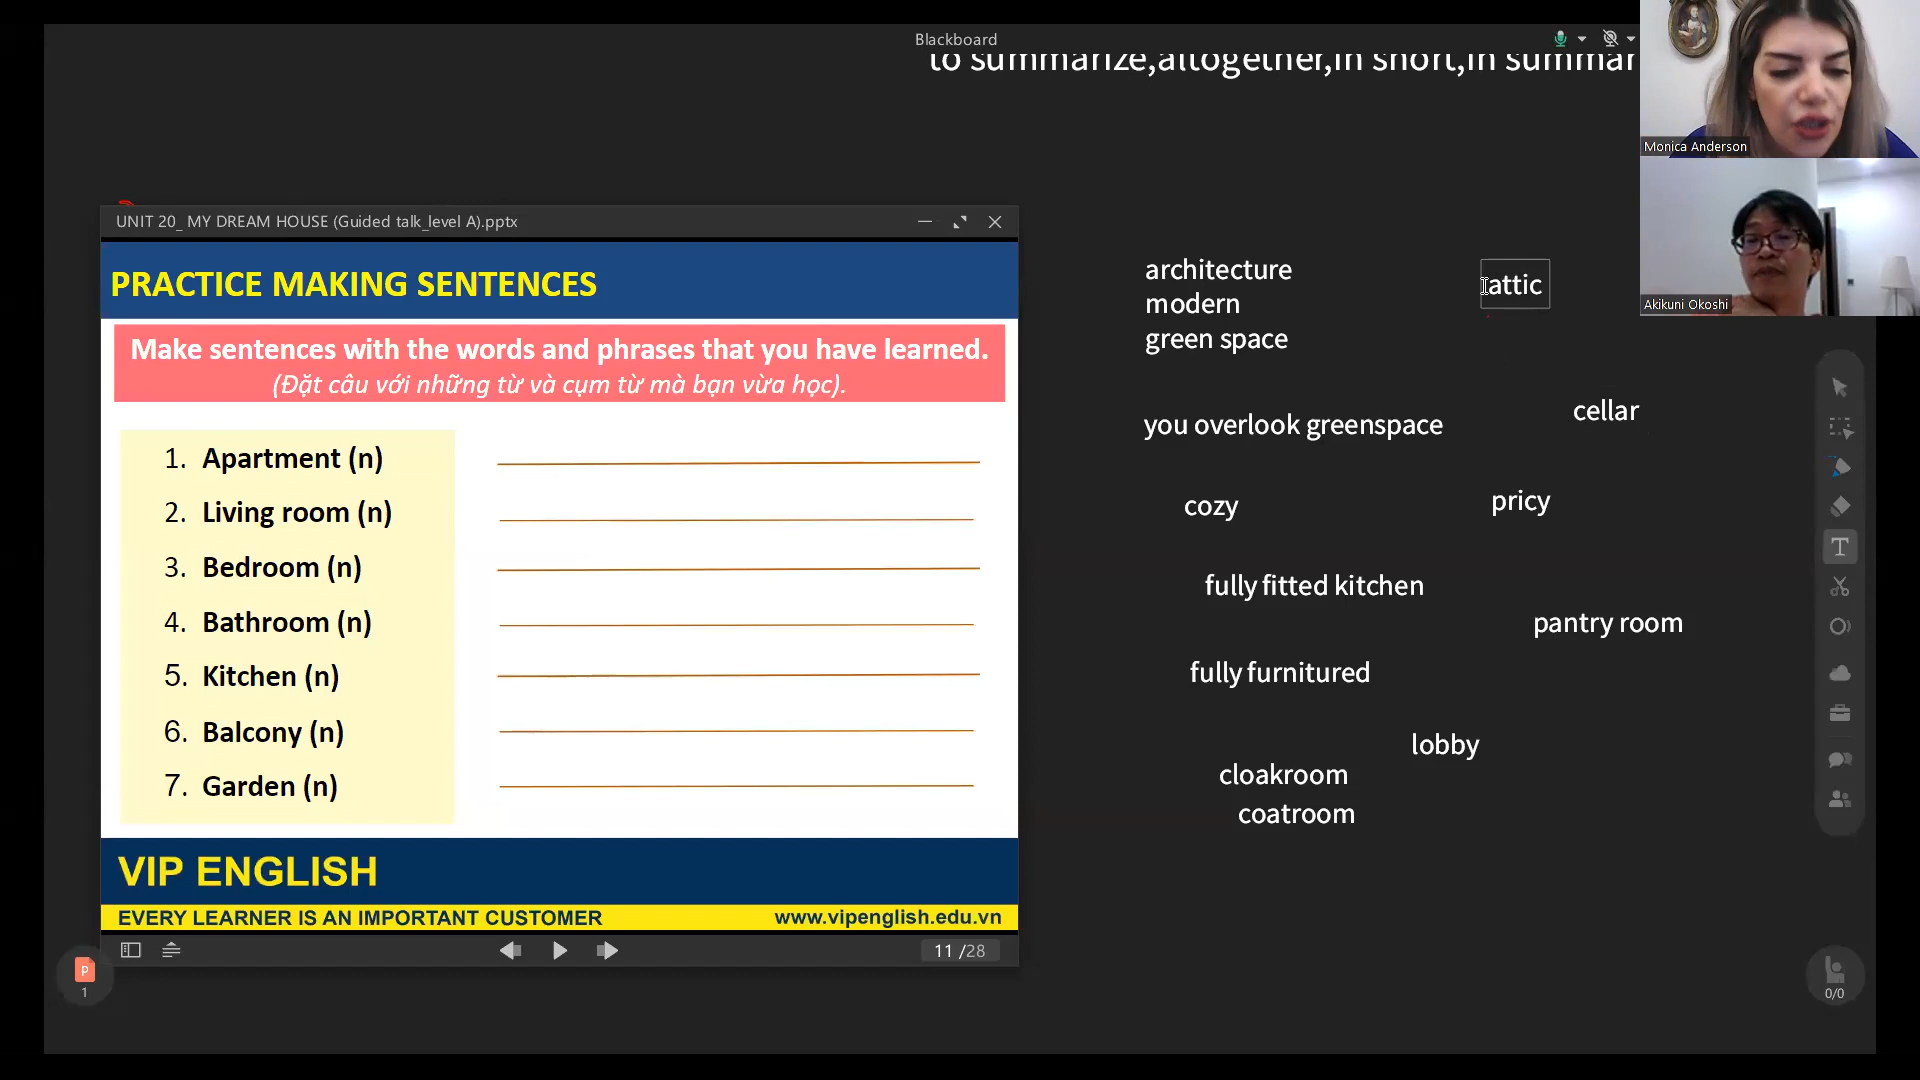 Blackboard
to summarize,altogether,in short,in summar
Monica Anderson
Akikuni Okoshi
UNIT 20_ MY DREAM HOUSE (Guided talk_level A).pptx
PRACTICE MAKING SENTENCES
Make sentences with the words and phrases that you have learned.
(Đặt câu với những từ và cụm từ mà bạn vừa học).
1. Apartment (n)
2. Living room (n)
3. Bedroom (n)
4. Bathroom (n)
5. Kitchen (n)
6. Balcony (n)
7. Garden (n)
VIP ENGLISH
EVERY LEARNER IS AN IMPORTANT CUSTOMER
www.vipenglish.edu.vn
11 /28
P
1
architecture
modern
green space
attic
you overlook greenspace
cellar
cozy
pricy
fully fitted kitchen
pantry room
fully furnitured
lobby
cloakroom
coatroom
T
0/0